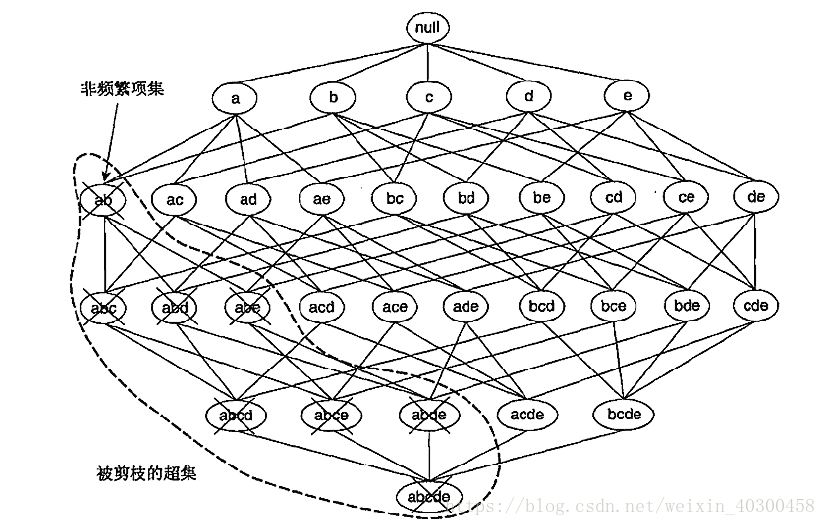 null
非频繁项集
a b c d e
ab ac ad ae bc bd be cd ce de
abc abd abe acd ace ade bcd bce bde cde
abcd abce abde acde bcde
被剪枝的超集
abcde
https://blog.csdn.net/weixin_40300458